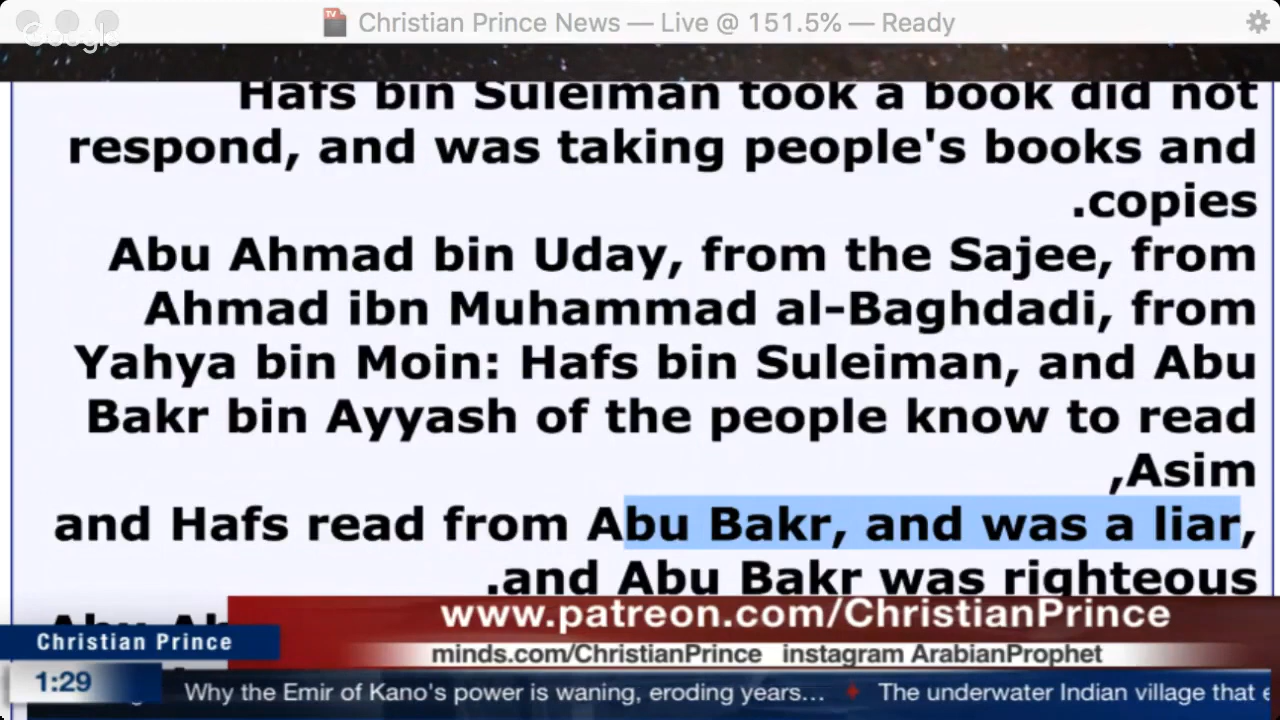 Christian Prince News — Live @ 151.5% — Ready
Google
Hafs bin Suleiman took a book did not
respond, and was taking people's books and
.copies
Abu Ahmad bin Uday, from the Sajee, from
Ahmad ibn Muhammad al-Baghdadi, from
Yahya bin Moin: Hafs bin Suleiman, and Abu
Bakr bin Ayyash of the people know to read
,Asim
and Hafs read from Abu Bakr, and was a liar,
.and Abu Bakr was righteous
www.patreon.com/ChristianPrince
Christian Prince
minds.com/ChristianPrince instagram ArabianProphet
1:29
Why the Emir of Kano's power is waning, eroding years... The underwater Indian village that